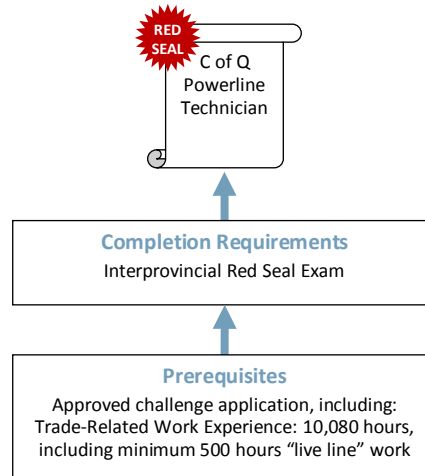 RED
SEAL
C of Q
Powerline
Technician
Completion Requirements
Interprovincial Red Seal Exam
Prerequisites
Approved challenge application, including:
Trade-Related Work Experience: 10,080 hours,
including minimum 500 hours “live line” work